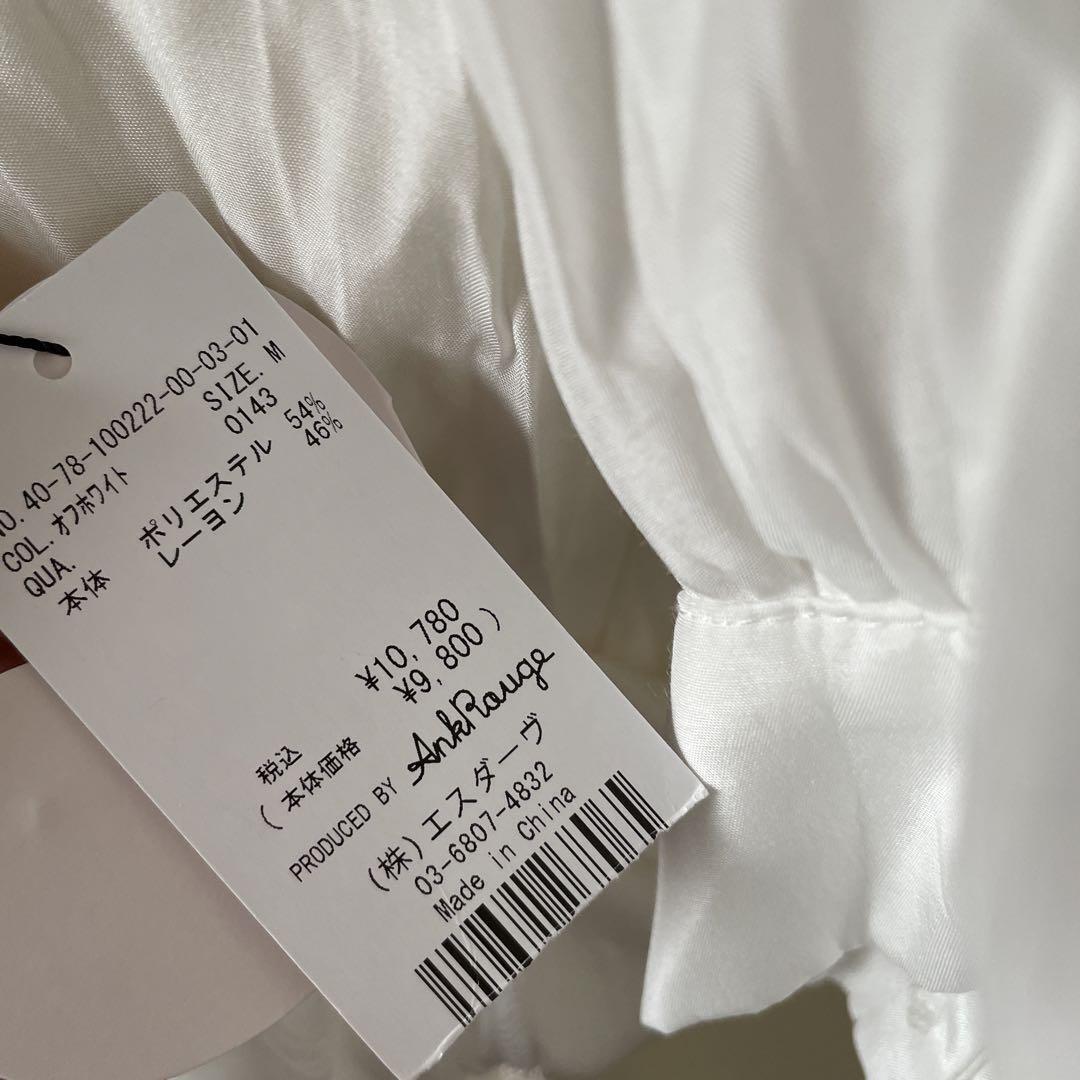 NO. 40-78-100222-00-03-01
COL. オフホワイト SIZE. M
QUA. 0143
本体 ポリエステル 54%
レーヨン 46%
税込 ¥10,780
(本体価格 ¥9,800)
PRODUCED BY AnkRouge
(株)エスダーヴ
03-6807-4832
Made in China